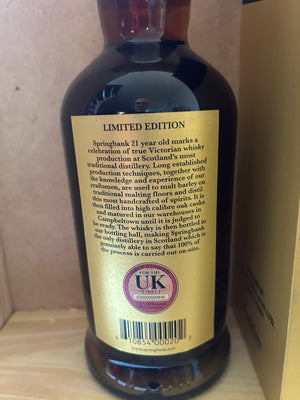 LIMITED EDITION
Springbank 21 year old marks a
celebration of true Victorian whisky
production at Scotland's most
traditional distillery. Long established
production techniques, together with
the knowledge and experience of our
craftsmen, are used to malt barley on
traditional malting floors and distil
this most handcrafted of spirits. It is
then filled into high calibre oak casks
and matured in our warehouses in
Campbeltown until it is judged to
be ready. The whisky is then bottled in
our bottling hall, making Springbank
the only distillery in Scotland which is
genuinely able to say that 100% of
the process is carried out on-site.
FOR THE
UK
MARKET
610854 00020 2
www.springbank.scot